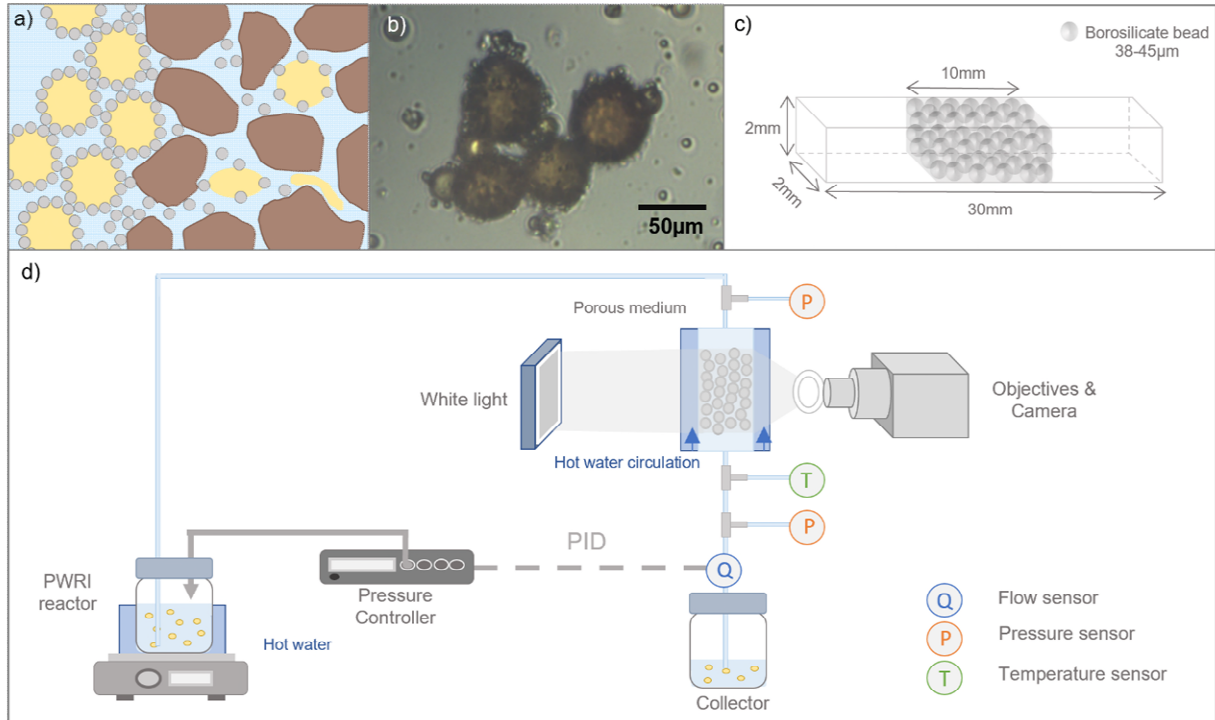 a)
b)
50µm
c)
Borosilicate bead
38-45µm
10mm
2mm
2mm
30mm
d)
Porous medium
P
White light
Objectives &
Camera
Hot water circulation
T
P
PID
Q
PWRI
reactor
Pressure
Controller
Hot water
Collector
Q Flow sensor
P Pressure sensor
T Temperature sensor